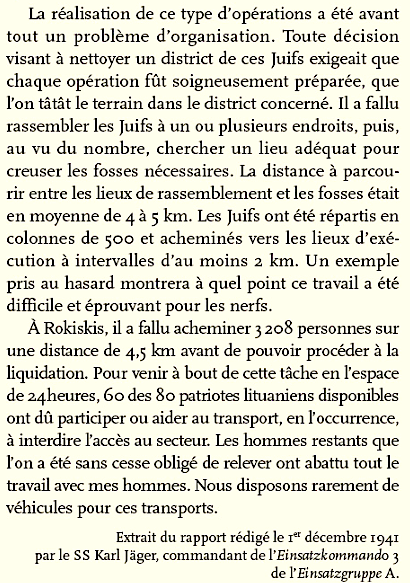 La réalisation de ce type d'opérations a été avant
tout un problème d'organisation. Toute décision
visant à nettoyer un district de ces Juifs exigeait que
chaque opération fût soigneusement préparée, que
l'on tâtât le terrain dans le district concerné. Il a fallu
rassembler les Juifs à un ou plusieurs endroits, puis,
au vu du nombre, chercher un lieu adéquat pour
creuser les fosses nécessaires. La distance à parcou-
rir entre les lieux de rassemblement et les fosses était
en moyenne de 4 à 5 km. Les Juifs ont été répartis en
colonnes de 500 et acheminés vers les lieux d'exé-
cution à intervalles d'au moins 2 km. Un exemple
pris au hasard montrera à quel point ce travail a été
difficile et éprouvant pour les nerfs.
À Rokiskis, il a fallu acheminer 3 208 personnes sur
une distance de 4,5 km avant de pouvoir procéder à la
liquidation. Pour venir à bout de cette tâche en l'espace
de 24heures, 60 des 80 patriotes lituaniens disponibles
ont dû participer ou aider au transport, en l'occurrence,
à interdire l'accès au secteur. Les hommes restants que
l'on a été sans cesse obligé de relever ont abattu tout le
travail avec mes hommes. Nous disposons rarement de
véhicules pour ces transports.
Extrait du rapport rédigé le 1er décembre 1941
par le SS Karl Jäger, commandant de l'Einsatzkommando 3
de l'Einsatzgruppe A.